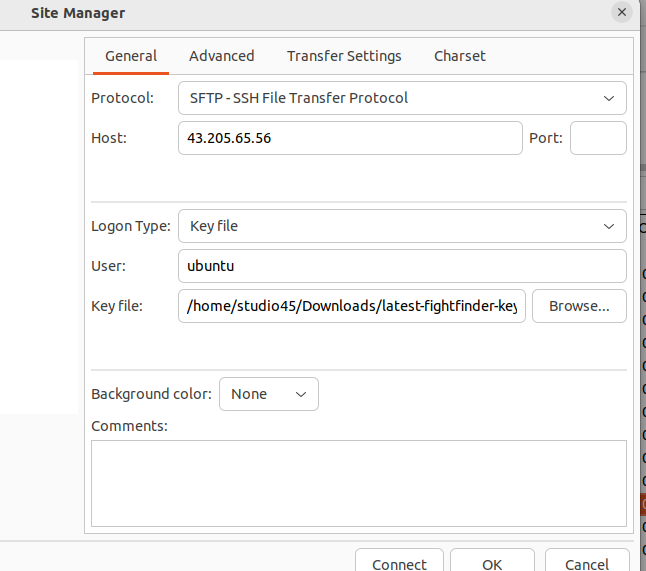 Site Manager
General Advanced Transfer Settings Charset
Protocol: SFTP - SSH File Transfer Protocol
Host: 43.205.65.56 Port:
Logon Type: Key file
User: ubuntu
Key file: /home/studio45/Downloads/latest-fightfinder-key Browse...
Background color: None
Comments:
Connect OK Cancel